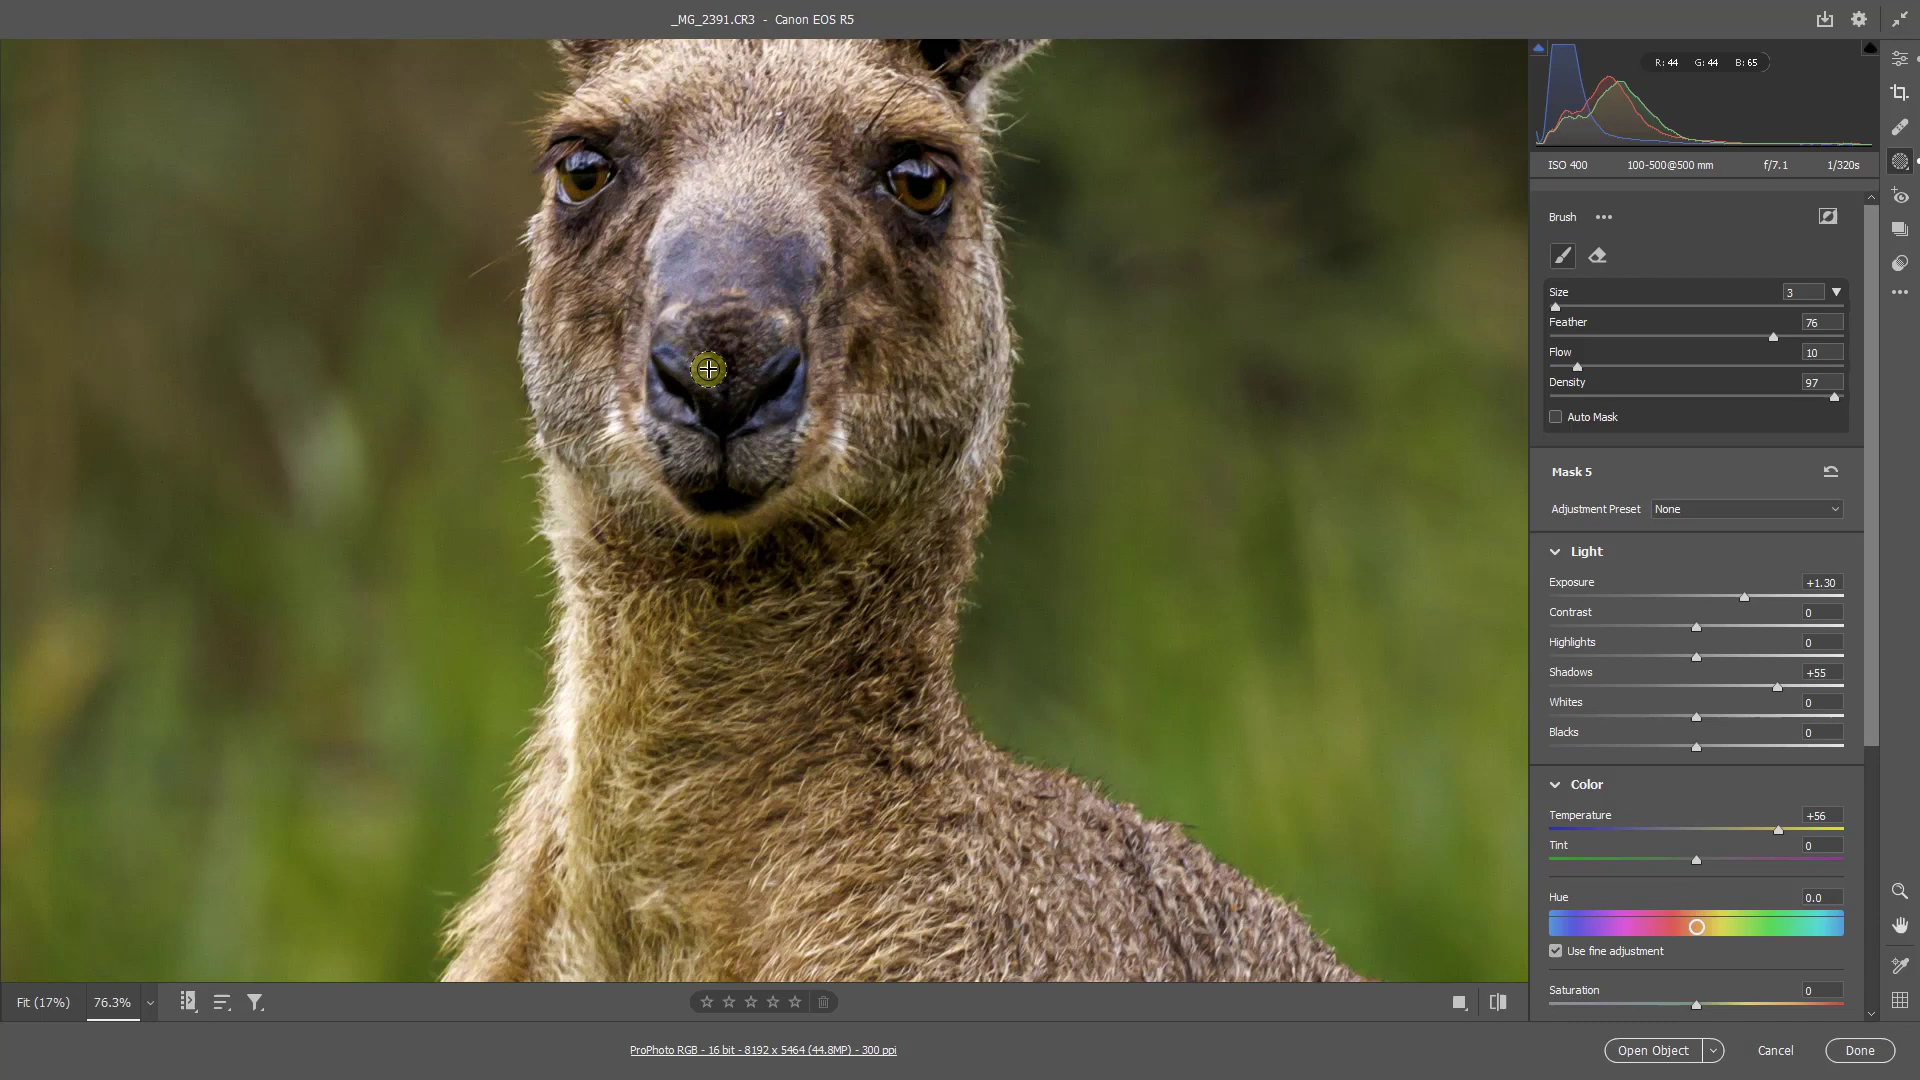 _MG_2391.CR3 - Canon EOS R5
R: 44 G: 44 B: 65
ISO 400 100-500@500 mm f/7.1 1/320s
Brush
Size 3
Feather 76
Flow 10
Density 97
Auto Mask
Mask 5
Adjustment Preset None
Light
Exposure +1.30
Contrast 0
Highlights 0
Shadows +55
Whites 0
Blacks 0
Color
Temperature +56
Tint 0
Hue 0.0
Use fine adjustment
Saturation 0
Fit (17%) 76.3%
ProPhoto RGB - 16 bit - 8192 x 5464 (44.8MP) - 300 ppi
Open Object Cancel Done